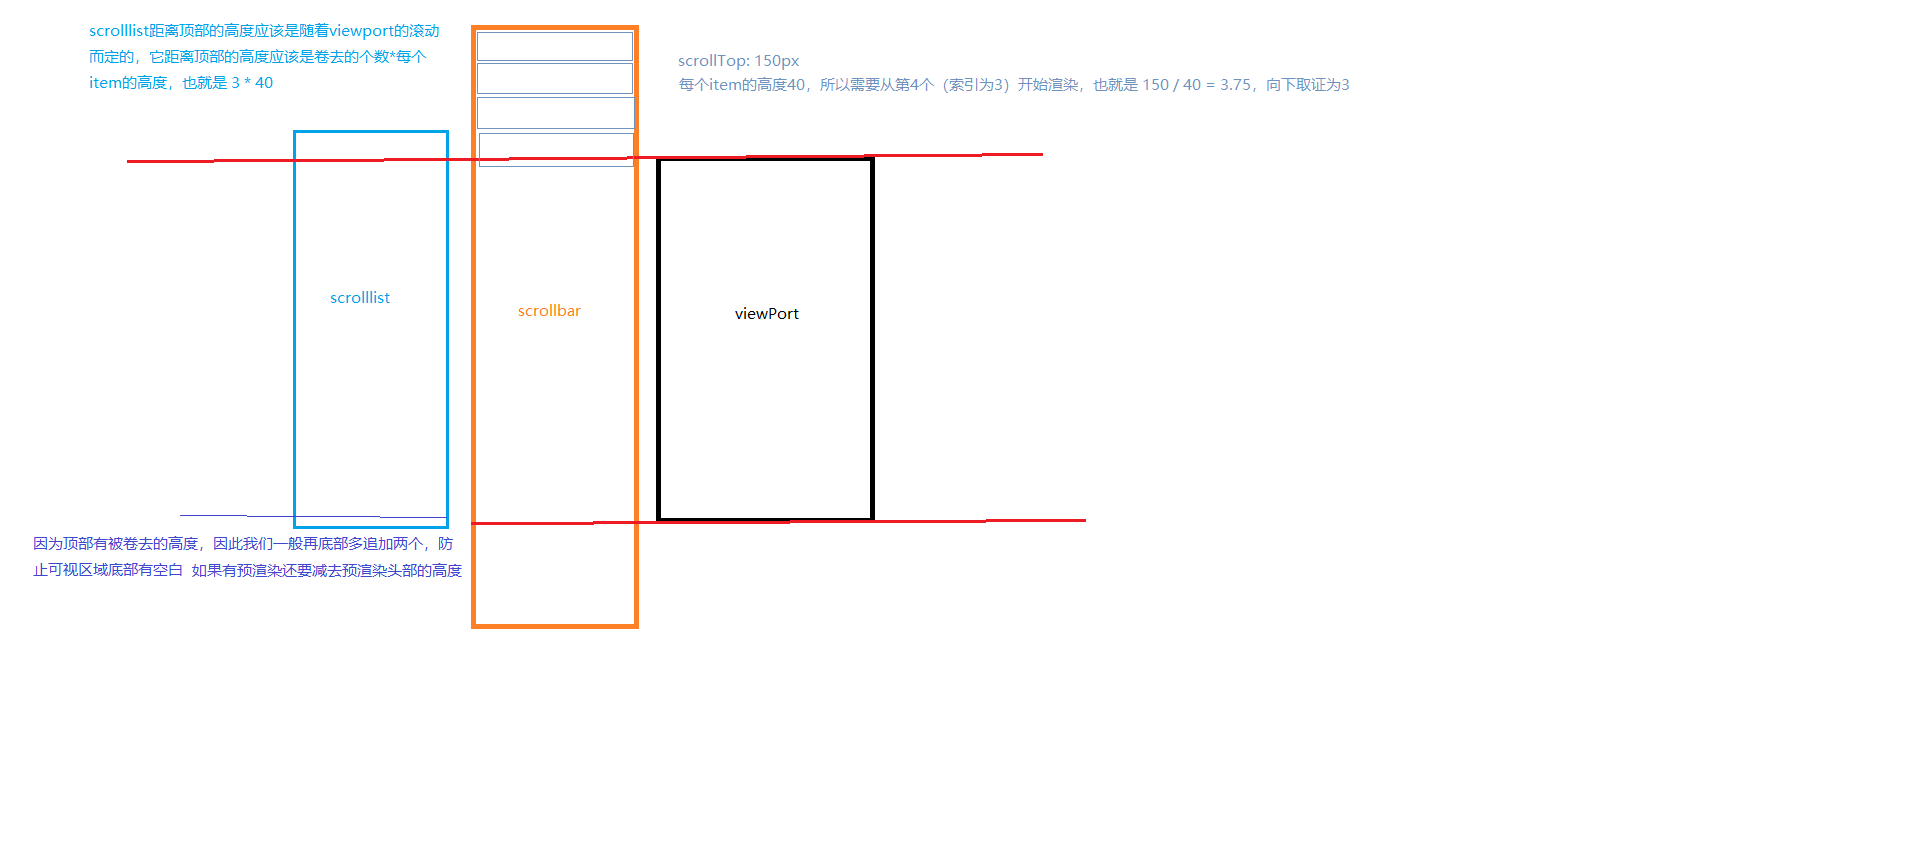 scrolllist距离顶部的高度应该是随着viewport的滚动
而定的，它距离顶部的高度应该是卷去的个数*每个
item的高度，也就是 3 * 40
scrollTop: 150px
每个item的高度40，所以需要从第4个（索引为3）开始渲染，也就是 150 / 40 = 3.75，向下取证为3
scrolllist
scrollbar
viewPort
因为顶部有被卷去的高度，因此我们一般再底部多追加两个，防
止可视区域底部有空白 如果有预渲染还要减去预渲染头部的高度